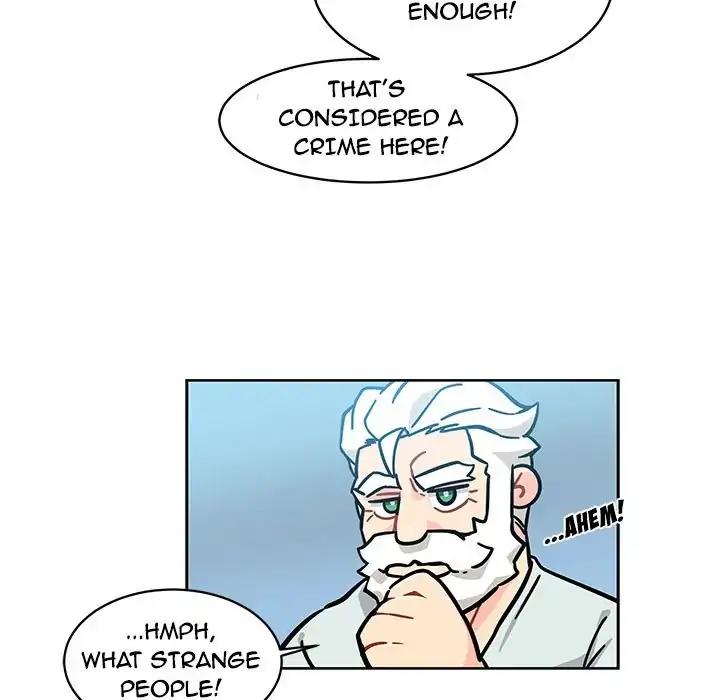 ENOUGH!
THAT'S
CONSIDERED A
CRIME HERE!
...AHEM!
...HMPH,
WHAT STRANGE
PEOPLE!